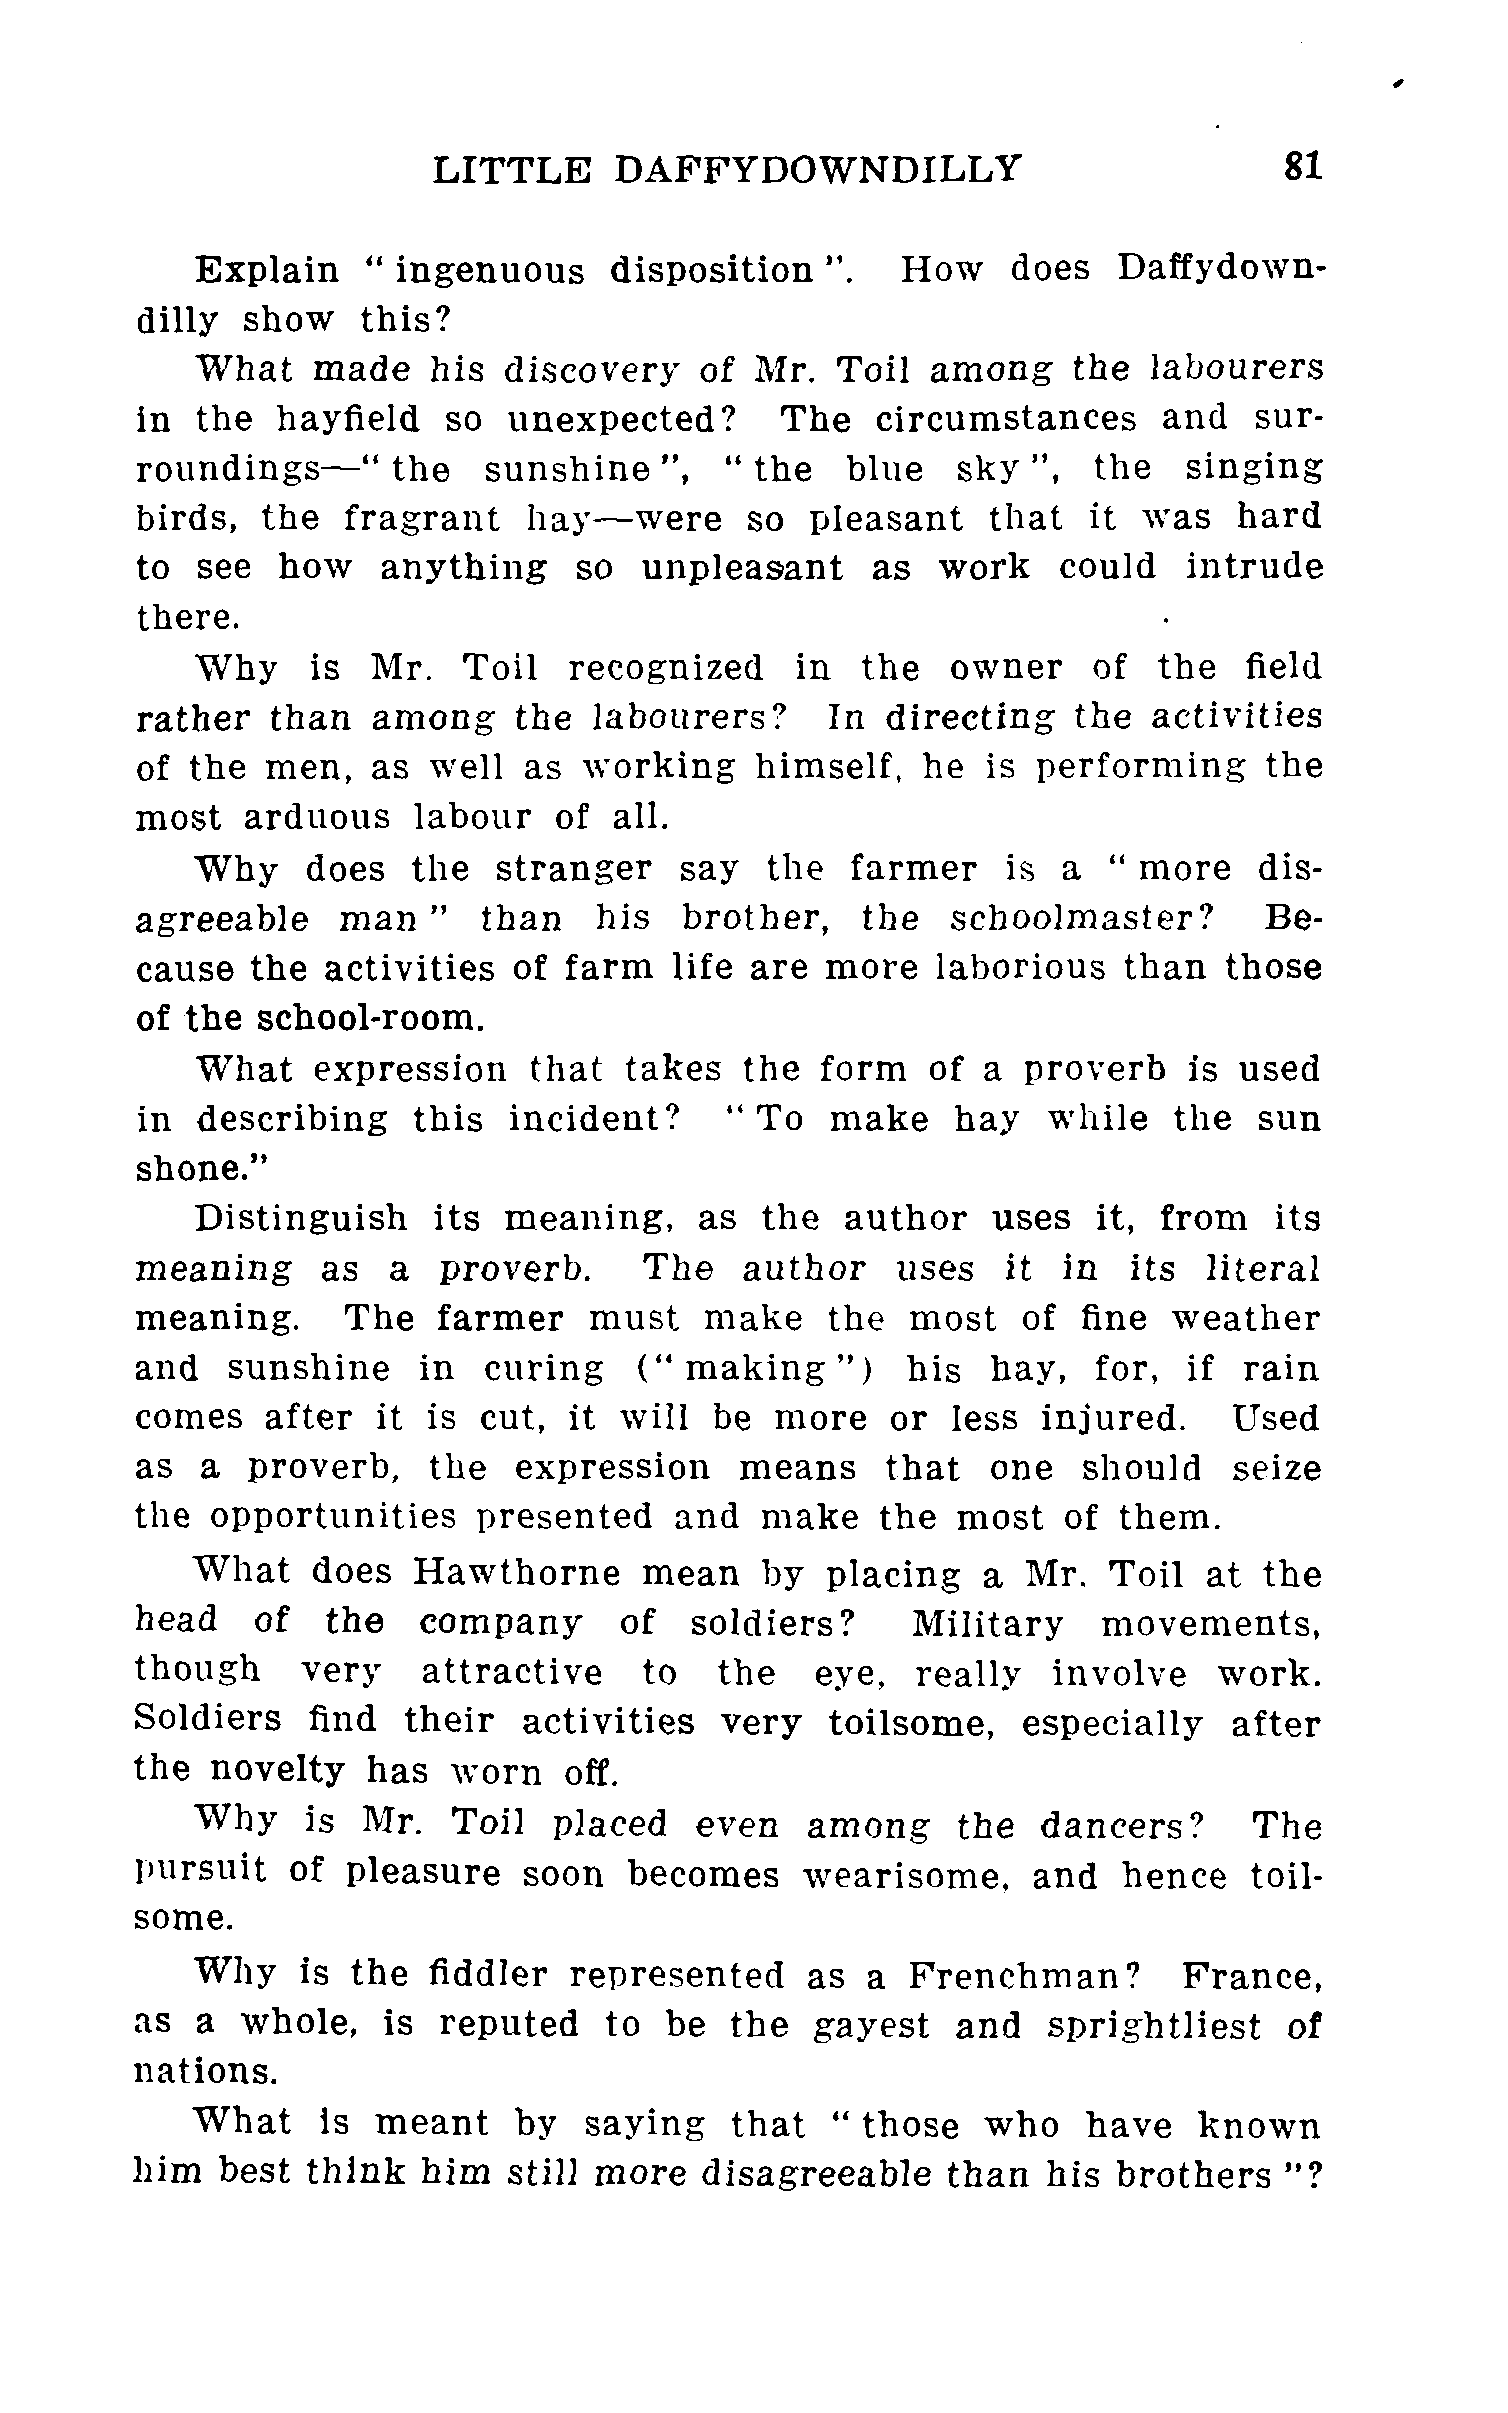 LITTLE DAFFYDOWNDILLY 81
Explain " ingenuous disposition ". How does Daffydown-
dilly show this?
What made his discovery of Mr. Toil among the labourers
in the hayfield so unexpected? The circumstances and sur-
roundings—" the sunshine ", " the blue sky ", the singing
birds, the fragrant hay—were so pleasant that it was hard
to see how anything so unpleasant as work could intrude
there.
Why is Mr. Toil recognized in the owner of the field
rather than among the labourers? In directing the activities
of the men, as well as working himself, he is performing the
most arduous labour of all.
Why does the stranger say the farmer is a " more dis-
agreeable man " than his brother, the schoolmaster? Be-
cause the activities of farm life are more laborious than those
of the school-room.
What expression that takes the form of a proverb is used
in describing this incident? " To make hay while the sun
shone."
Distinguish its meaning, as the author uses it, from its
meaning as a proverb. The author uses it in its literal
meaning. The farmer must make the most of fine weather
and sunshine in curing (" making ") his hay, for, if rain
comes after it is cut, it will be more or less injured. Used
as a proverb, the expression means that one should seize
the opportunities presented and make the most of them.
What does Hawthorne mean by placing a Mr. Toil at the
head of the company of soldiers? Military movements,
though very attractive to the eye, really involve work.
Soldiers find their activities very toilsome, especially after
the novelty has worn off.
Why is Mr. Toil placed even among the dancers? The
pursuit of pleasure soon becomes wearisome, and hence toil-
some.
Why is the fiddler represented as a Frenchman? France,
as a whole, is reputed to be the gayest and sprightliest of
nations.
What is meant by saying that " those who have known
him best think him still more disagreeable than his brothers "?